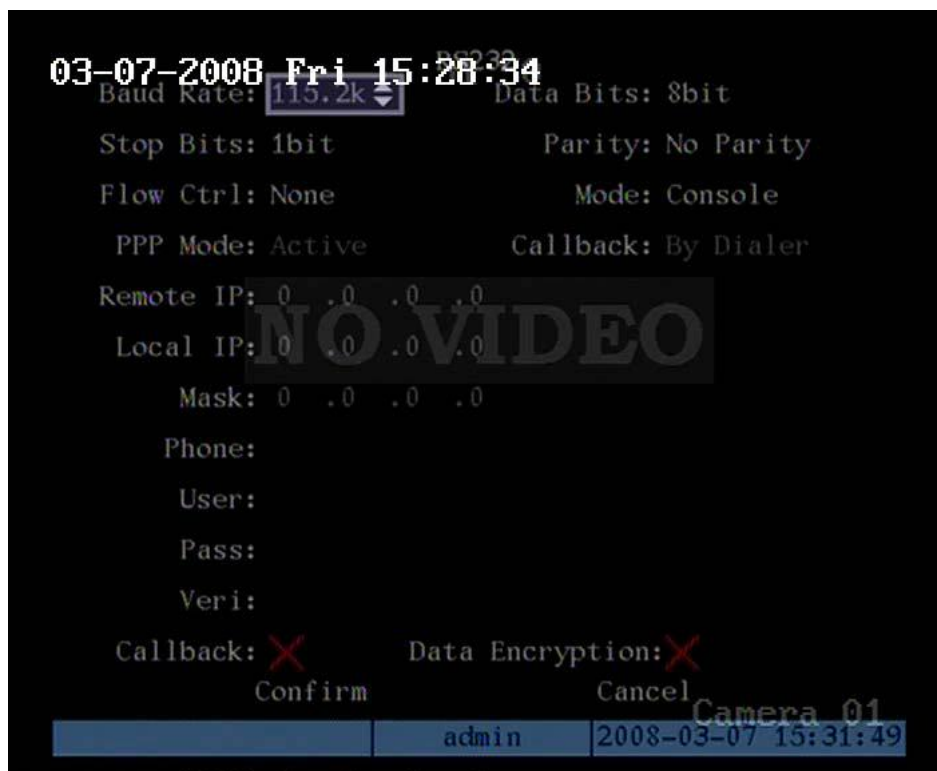 RS232
03-07-2008 Fri 15:28:34
Baud Rate: 115.2k Data Bits: 8bit
Stop Bits: 1bit Parity: No Parity
Flow Ctrl: None Mode: Console
PPP Mode: Active Callback: By Dialer
Remote IP: 0 .0 .0 .0
NO VIDEO
Local IP: 0 .0 .0 .0
Mask: 0 .0 .0 .0
Phone:
User:
Pass:
Veri:
Callback: Data Encryption:
Confirm Cancel
Camera 01
admin 2008-03-07 15:31:49